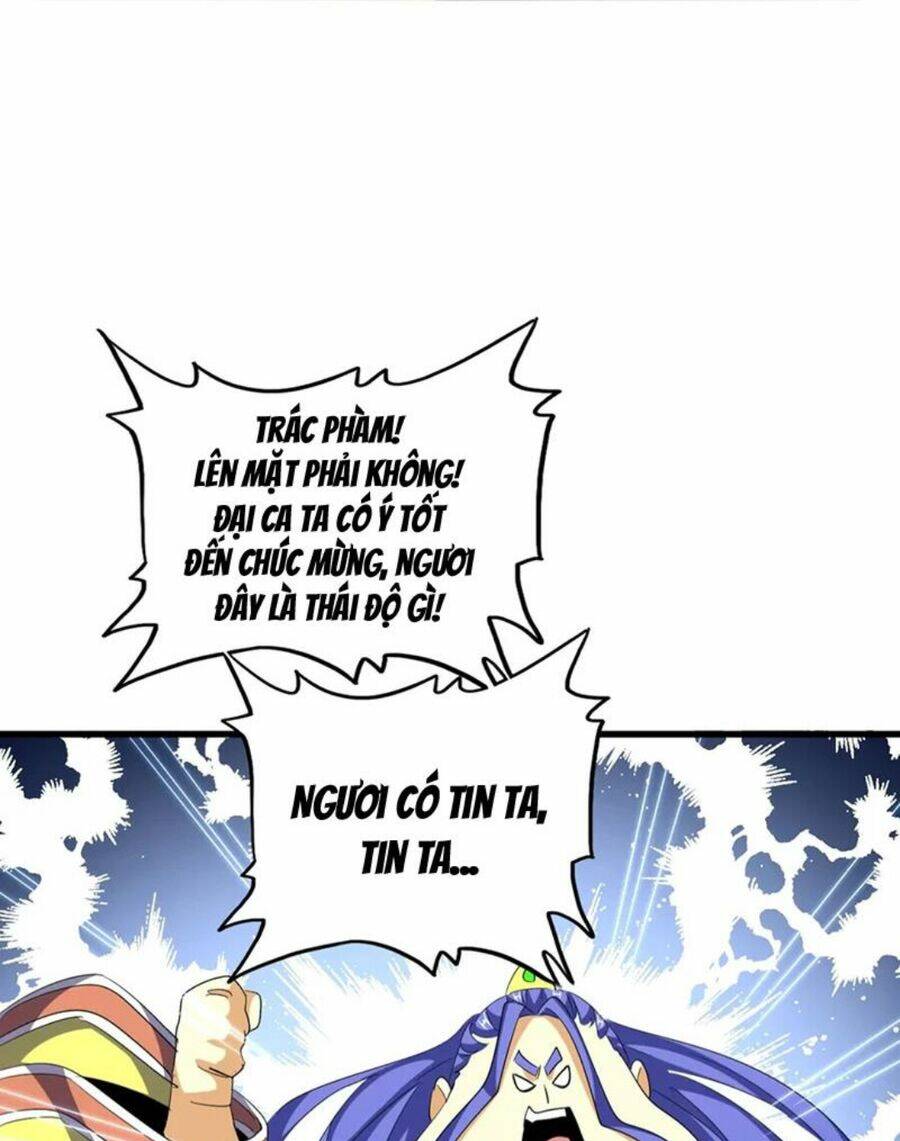 TRÁC PHÀM!
LÊN MẶT PHẢI KHÔNG!
ĐẠI CA TA CÓ Ý TỐT
ĐẾN CHÚC MỪNG, NGƯƠI
ĐÂY LÀ THÁI ĐỘ GÌ!
NGƯƠI CÓ TIN TA,
TIN TA...